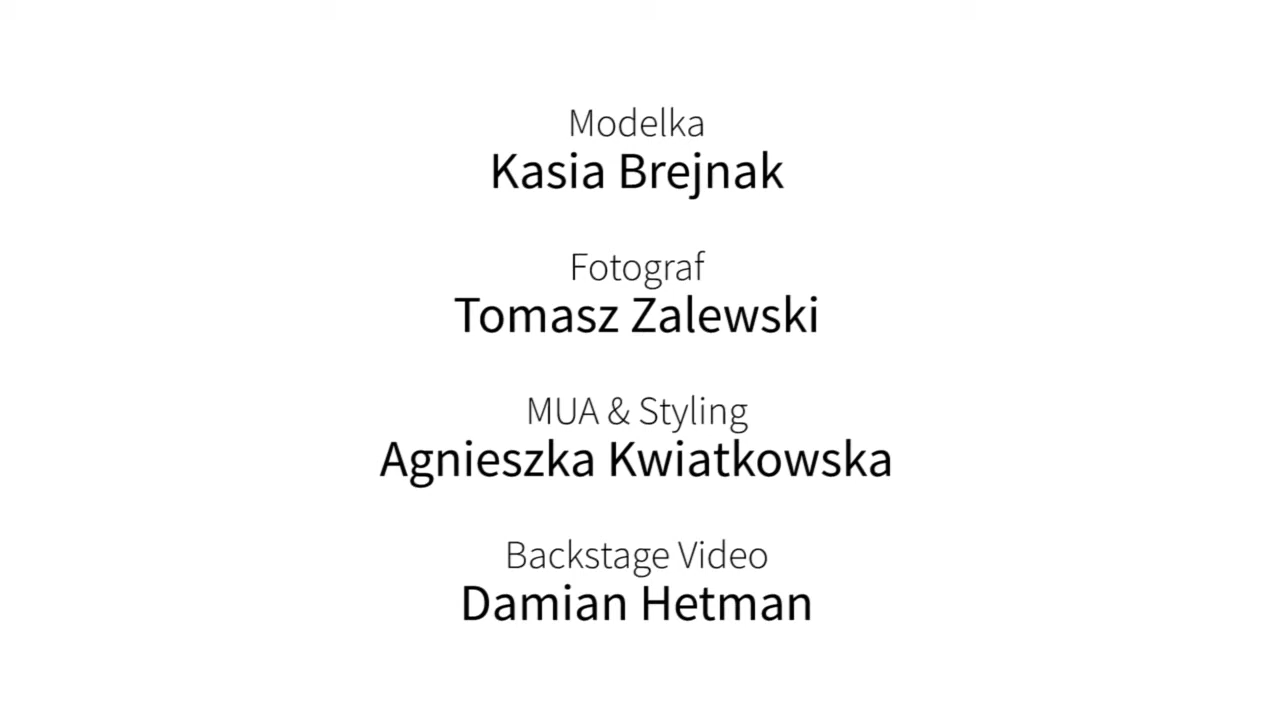 Modelka
Kasia Brejnak
Fotograf
Tomasz Zalewski
MUA & Styling
Agnieszka Kwiatkowska
Backstage Video
Damian Hetman